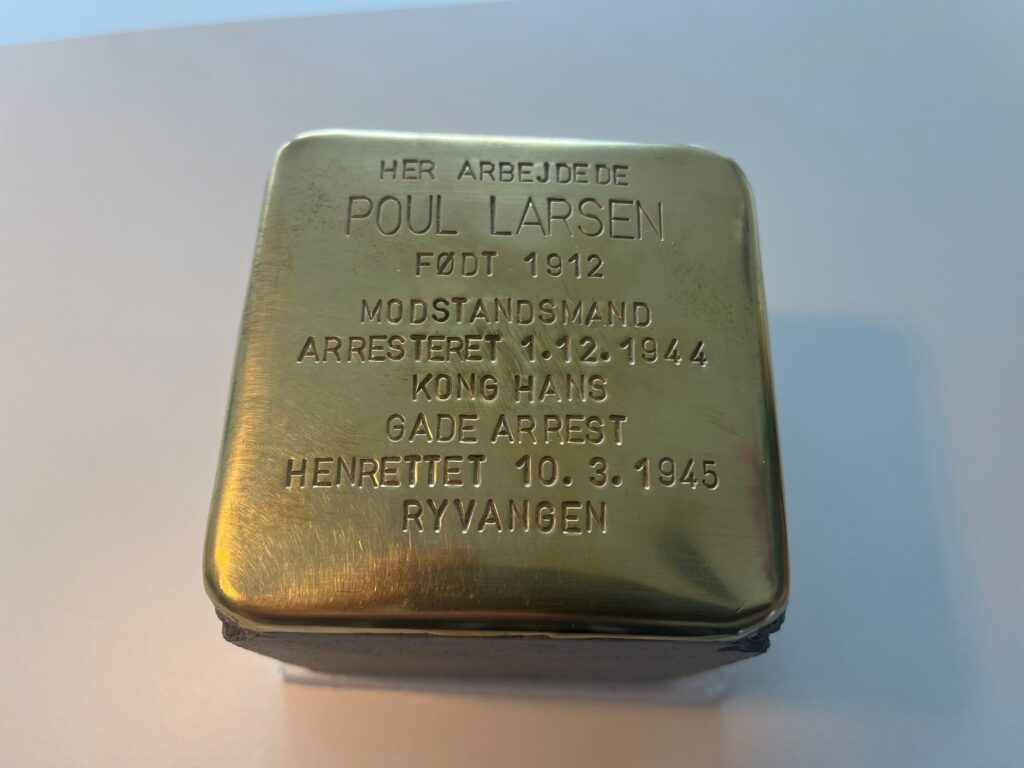 HER ARBEJDEDE
POUL LARSEN
FØDT 1912
MODSTANDSMAND
ARRESTERET 1.12.1944
KONG HANS
GADE ARREST
HENRETTET 10.3.1945
RYVANGEN